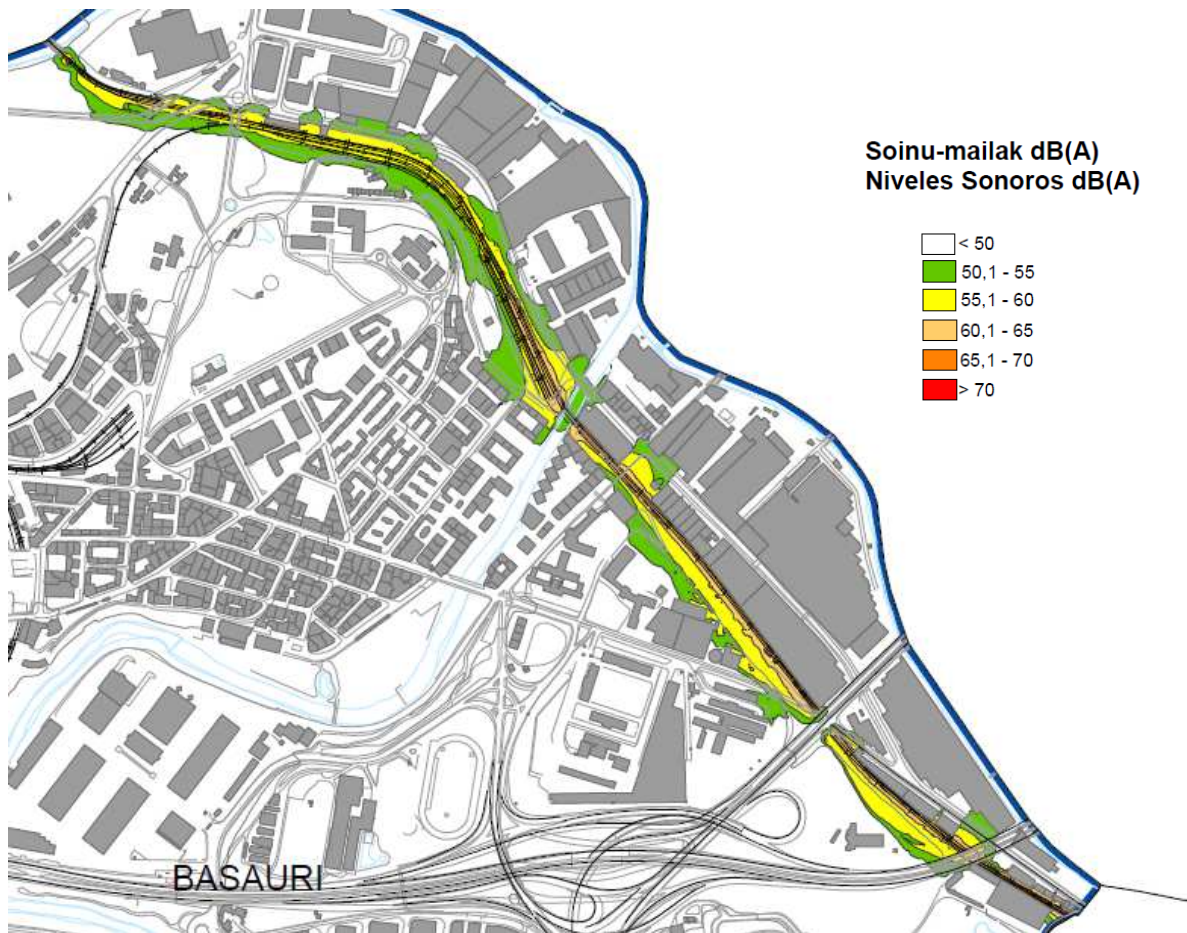 Soinu-mailak dB(A)
Niveles Sonoros dB(A)
< 50
50,1 - 55
55,1 - 60
60,1 - 65
65,1 - 70
> 70
BASAURI